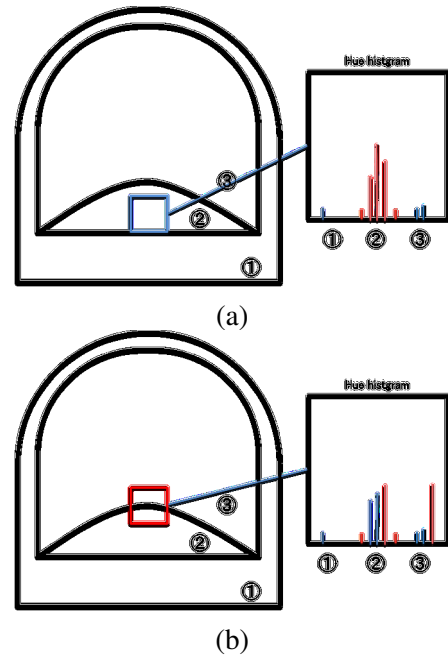 Hue histgram
③
②
①
① ② ③
(a)
Hue histgram
③
②
①
① ② ③
(b)